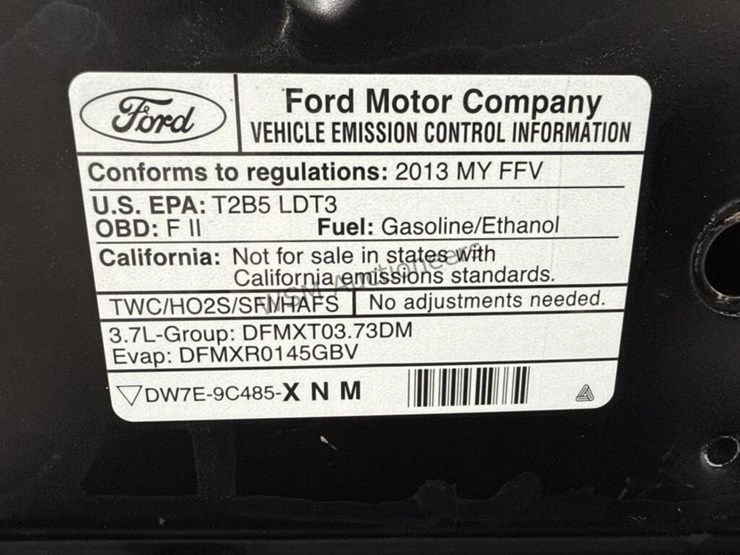 Ford
Ford Motor Company
VEHICLE EMISSION CONTROL INFORMATION
Conforms to regulations: 2013 MY FFV
U.S. EPA: T2B5 LDT3
OBD: F II Fuel: Gasoline/Ethanol
California: Not for sale in states with
California emissions standards.
WSM Auctioneers
TWC/HO2S/SFI/HAFS No adjustments needed.
3.7L-Group: DFMXT03.73DM
Evap: DFMXR0145GBV
DW7E-9C485-X N M